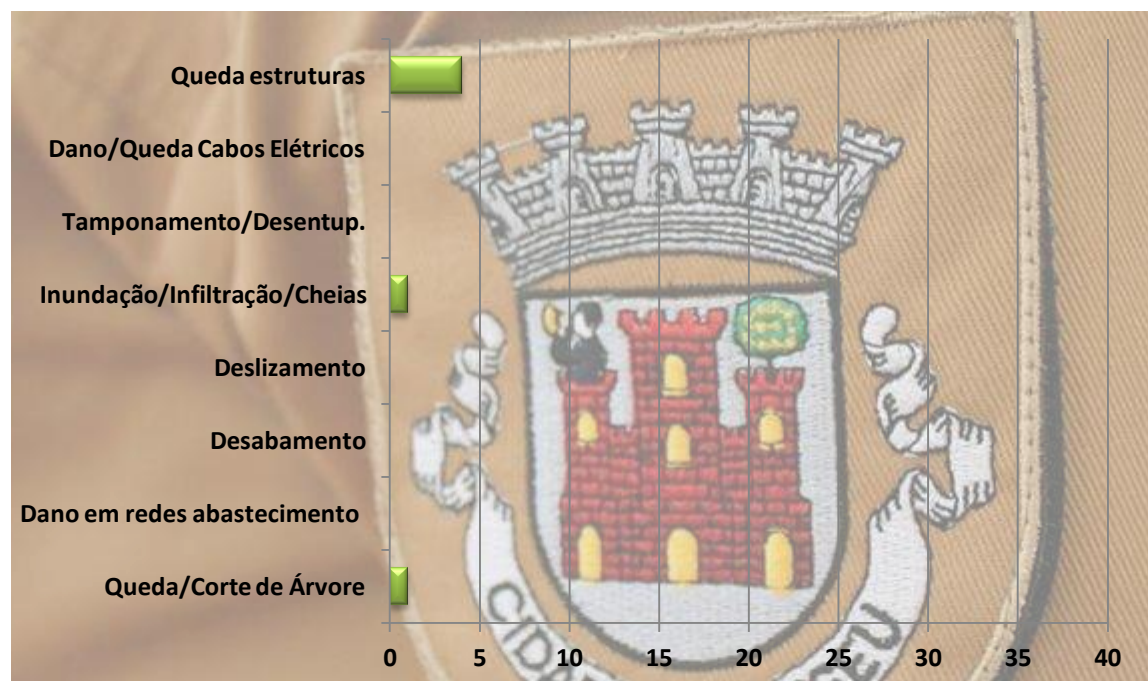 Queda estruturas
Dano/Queda Cabos Elétricos
Tamponamento/Desentup.
Inundação/Infiltração/Cheias
Deslizamento
Desabamento
Dano em redes abastecimento
Queda/Corte de Árvore
0 5 10 15 20 25 30 35 40